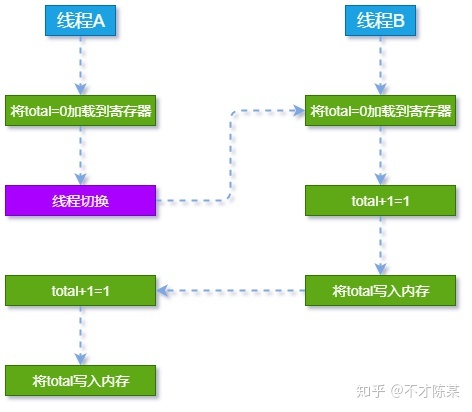 线程A
线程B
将total=0加载到寄存器
将total=0加载到寄存器
线程切换
total+1=1
total+1=1
将total写入内存
将total写入内存
知乎 @不才陈某